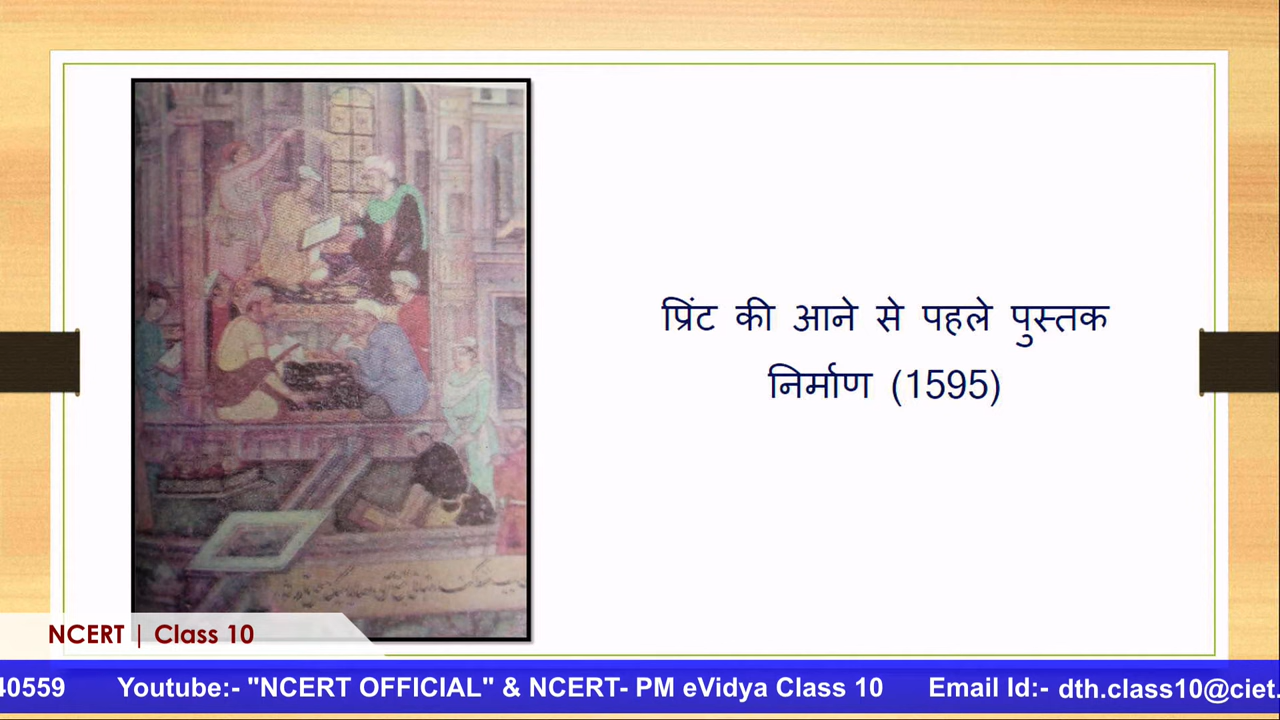 प्रिंट की आने से पहले पुस्तक
निर्माण (1595)
NCERT | Class 10
40559 Youtube:- "NCERT OFFICIAL" & NCERT- PM eVidya Class 10 Email Id:- dth.class10@ciet.